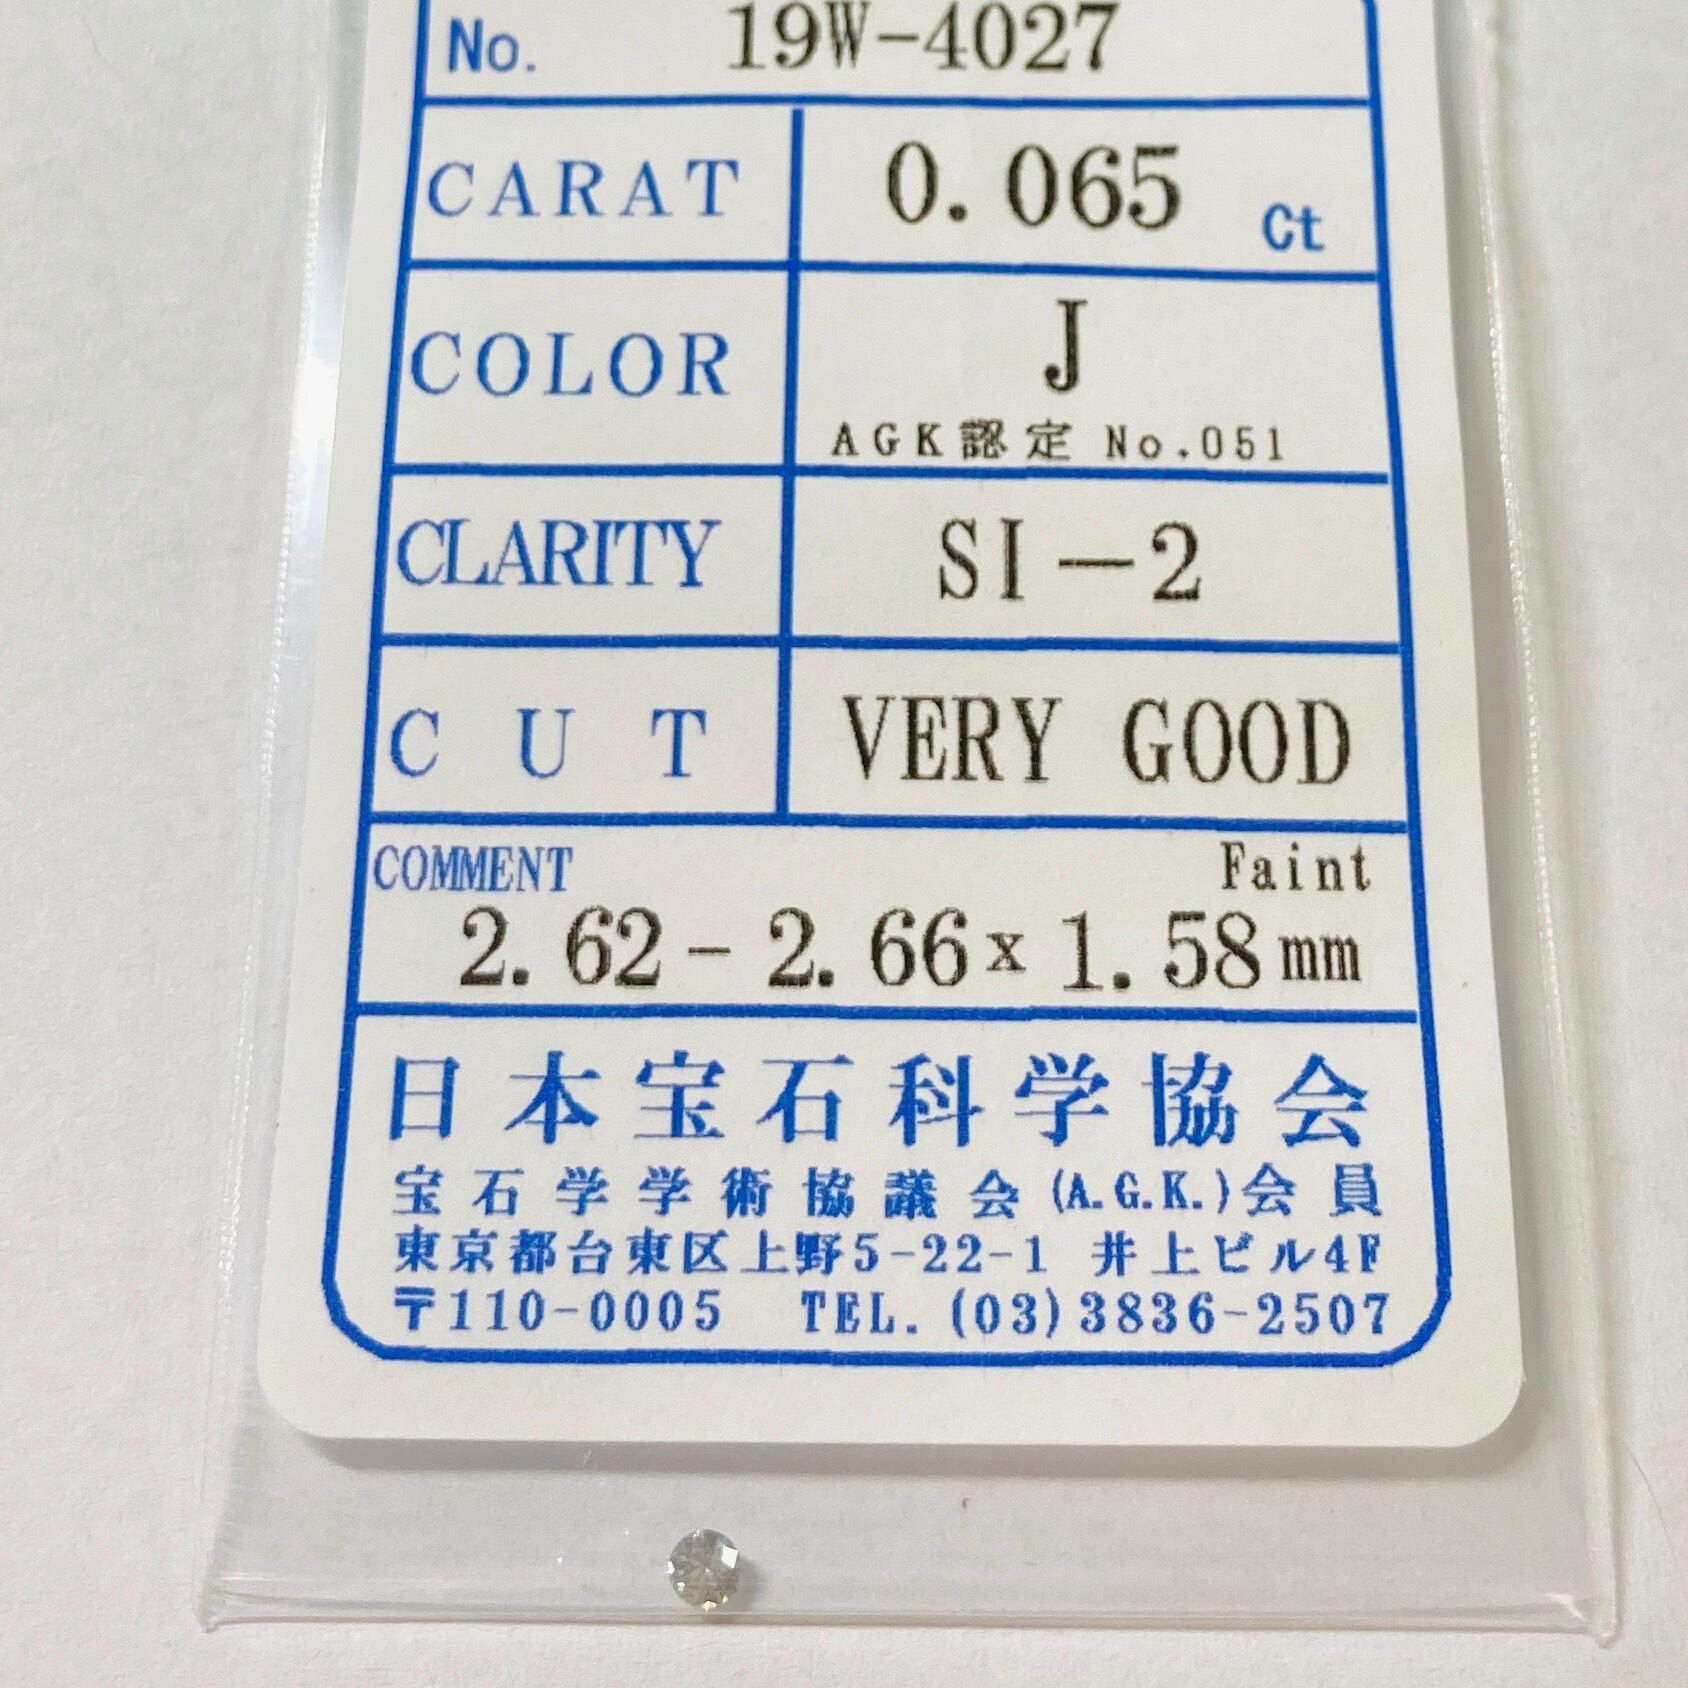 No. 19W-4027
CARAT 0.065 Ct
COLOR J
AGK認定 No.051
CLARITY SI-2
CUT VERY GOOD
COMMENT Faint
2.62-2.66x1.58mm
日本宝石科学協会
宝石学学術協議会(A.G.K.)会員
東京都台東区上野5-22-1 井上ビル4F
〒110-0005 TEL.(03)3836-2507